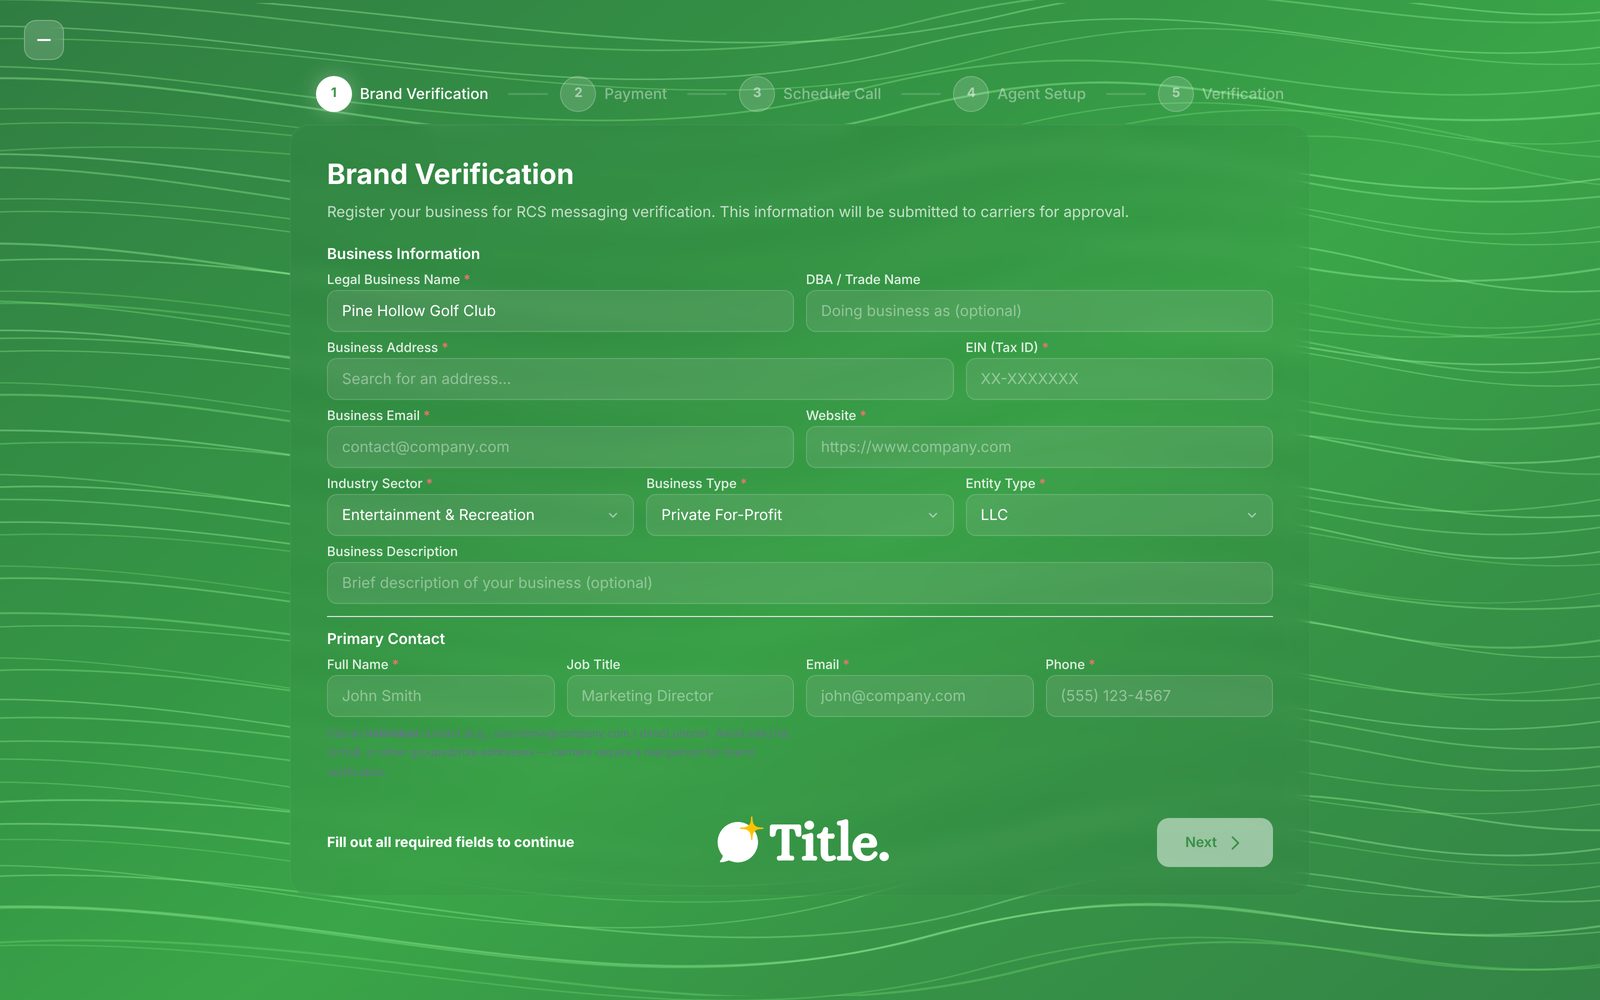 1 Brand Verification 2 Payment 3 Schedule Call 4 Agent Setup 5 Verification
Brand Verification
Register your business for RCS messaging verification. This information will be submitted to carriers for approval.
Business Information
Legal Business Name * DBA / Trade Name
Pine Hollow Golf Club Doing business as (optional)
Business Address * EIN (Tax ID) *
Search for an address... XX-XXXXXXX
Business Email * Website *
contact@company.com https://www.company.com
Industry Sector * Business Type * Entity Type *
Entertainment & Recreation Private For-Profit LLC
Business Description
Brief description of your business (optional)
Primary Contact
Full Name * Job Title Email * Phone *
John Smith Marketing Director john@company.com (555) 123-4567
Fill out all required fields to continue Title. Next